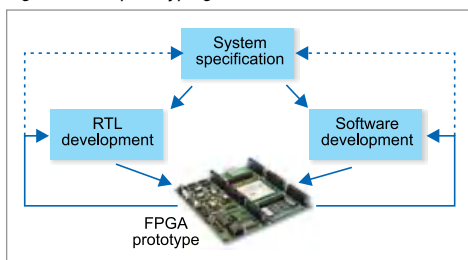 System
specification
RTL
development
Software
development
FPGA
prototype